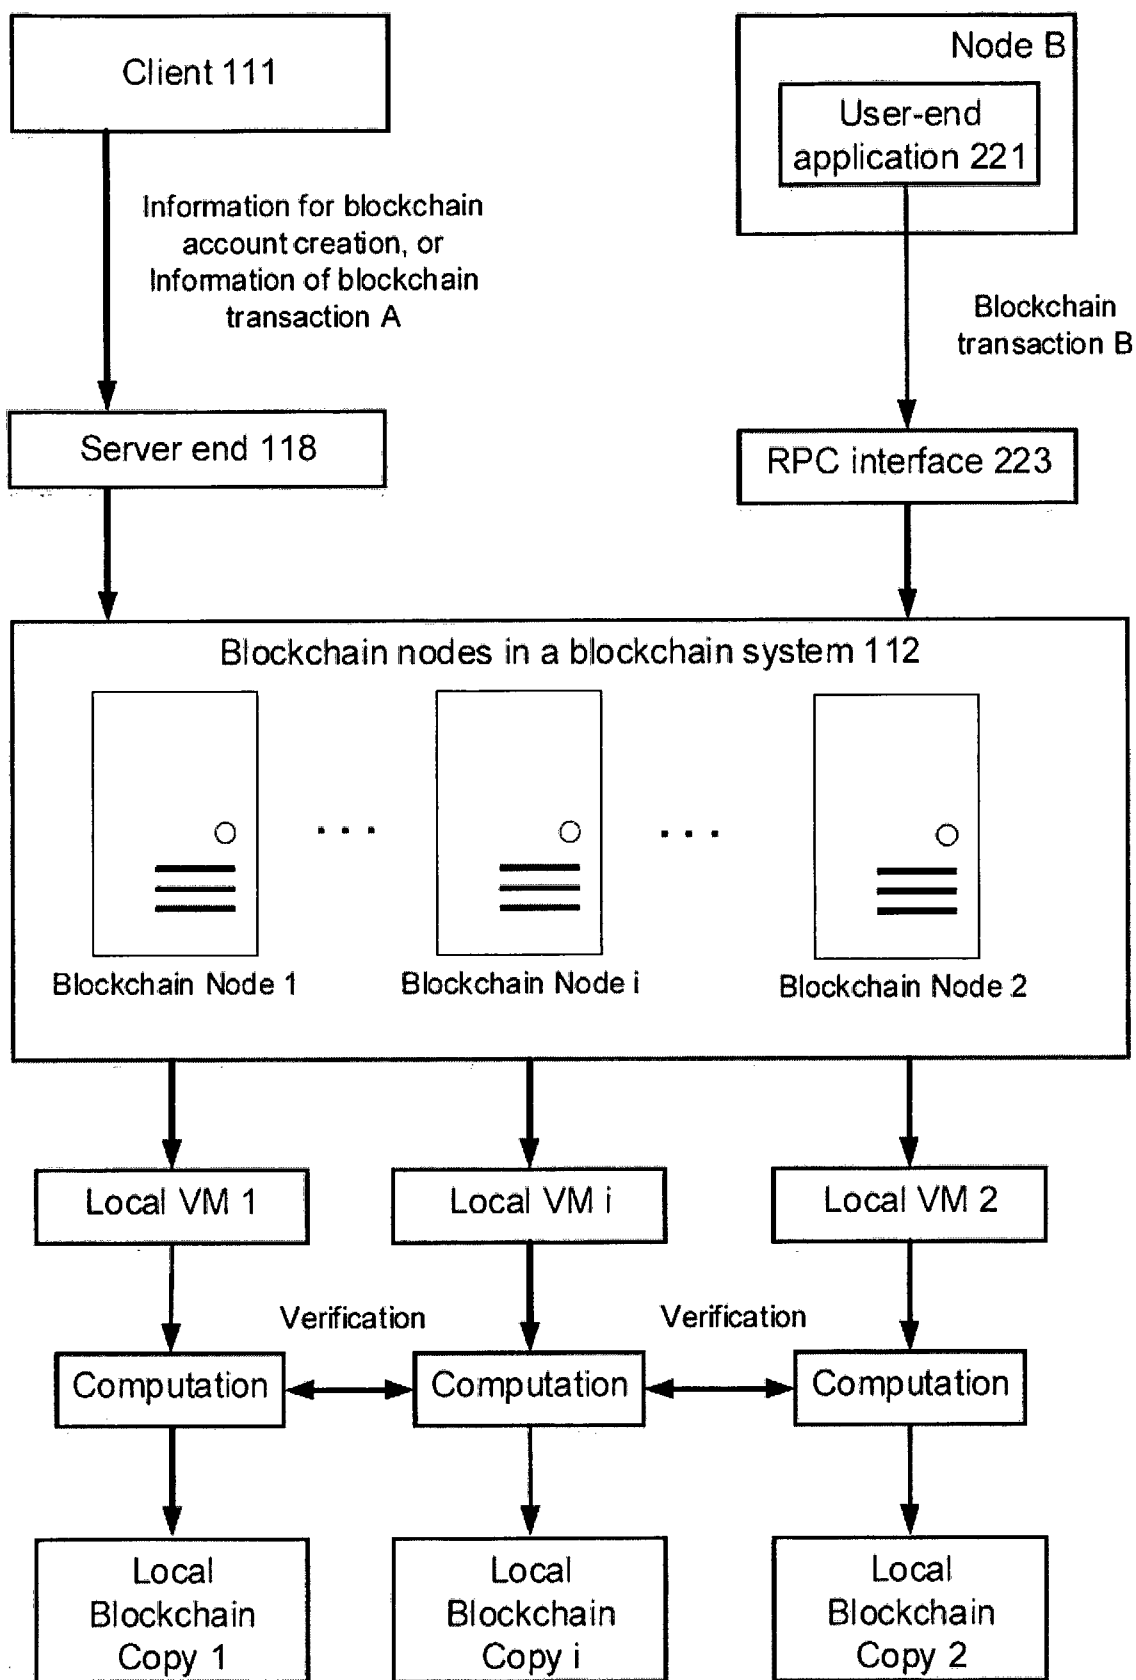 Client 111
Node B
User-end
application 221
Information for blockchain
account creation, or
Information of blockchain
transaction A
Blockchain
transaction B
Server end 118
RPC interface 223
Blockchain nodes in a blockchain system 112
. . .
. . .
Blockchain Node 1
Blockchain Node i
Blockchain Node 2
Local VM 1
Local VM i
Local VM 2
Verification
Verification
Computation
Computation
Computation
Local
Blockchain
Copy 1
Local
Blockchain
Copy i
Local
Blockchain
Copy 2